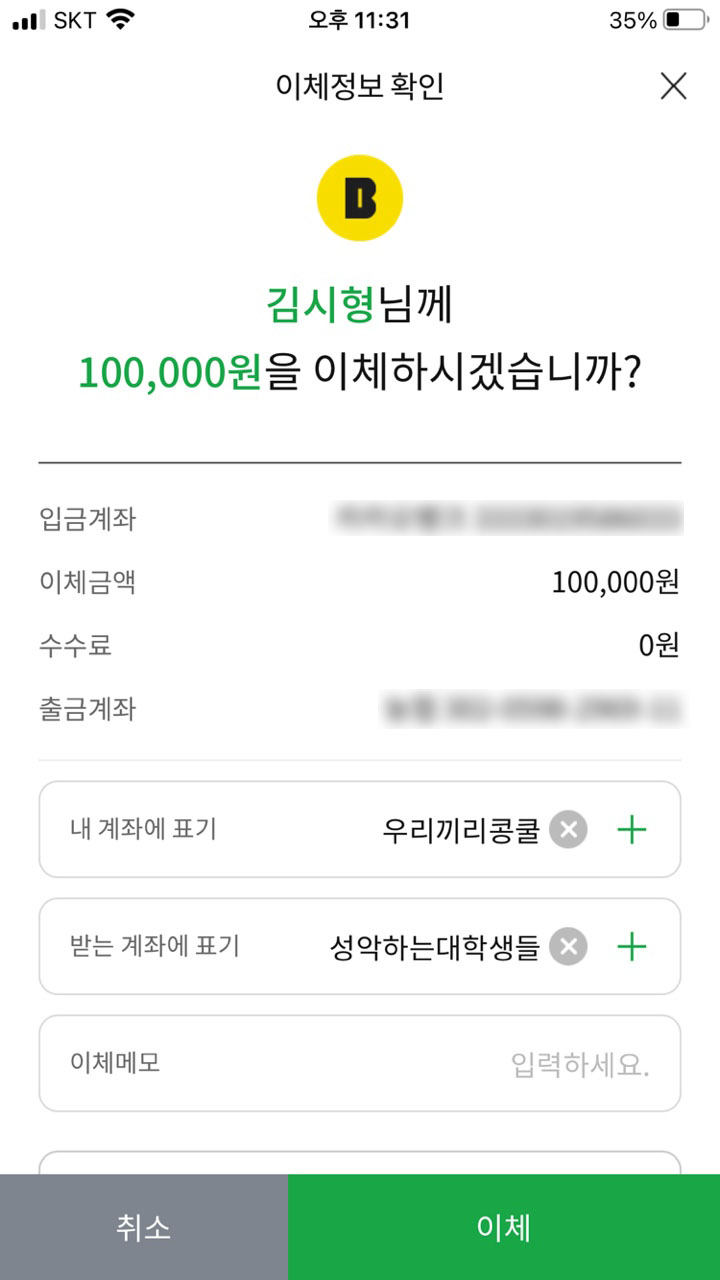 SKT 오후 11:31 35%
이체정보 확인
B
김시형님께
100,000원을 이체하시겠습니까?
입금계좌
이체금액 100,000원
수수료 0원
출금계좌
내 계좌에 표기 우리끼리콩쿨
받는 계좌에 표기 성악하는대학생들
이체메모 입력하세요.
취소 이체